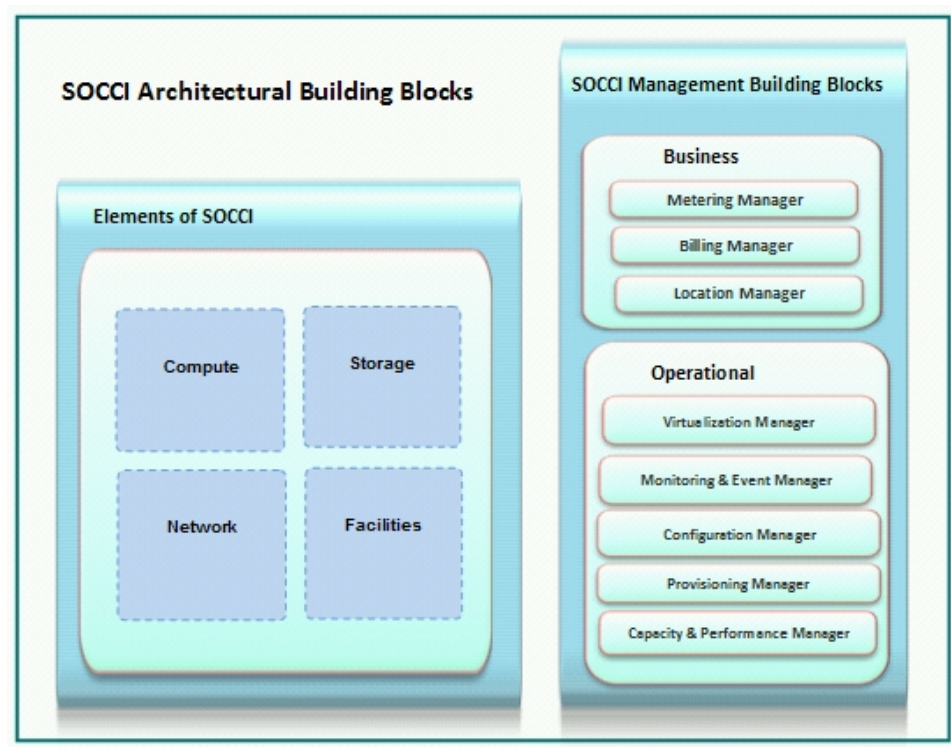 SOCCI Architectural Building Blocks
Elements of SOCCI
Compute
Storage
Network
Facilities
SOCCI Management Building Blocks
Business
Metering Manager
Billing Manager
Location Manager
Operational
Virtualization Manager
Monitoring & Event Manager
Configuration Manager
Provisioning Manager
Capacity & Performance Manager